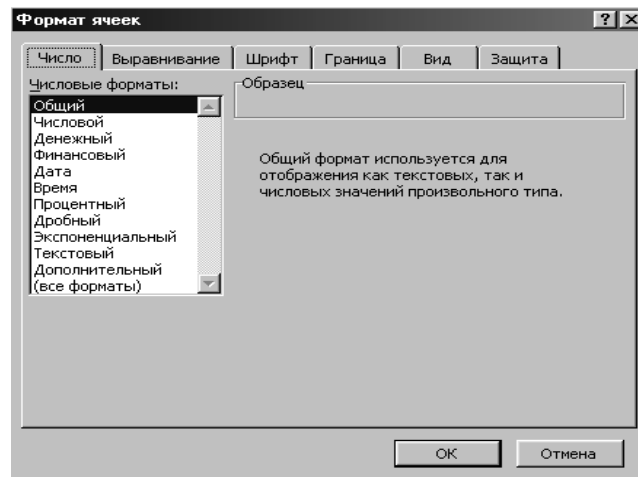 Формат ячеек
Число Выравнивание Шрифт Граница Вид Защита
Числовые форматы:
Образец
Общий
Числовой
Денежный
Финансовый
Дата
Время
Процентный
Дробный
Экспоненциальный
Текстовый
Дополнительный
(все форматы)
Общий формат используется для
отображения как текстовых, так и
числовых значений произвольного типа.
ОК Отмена